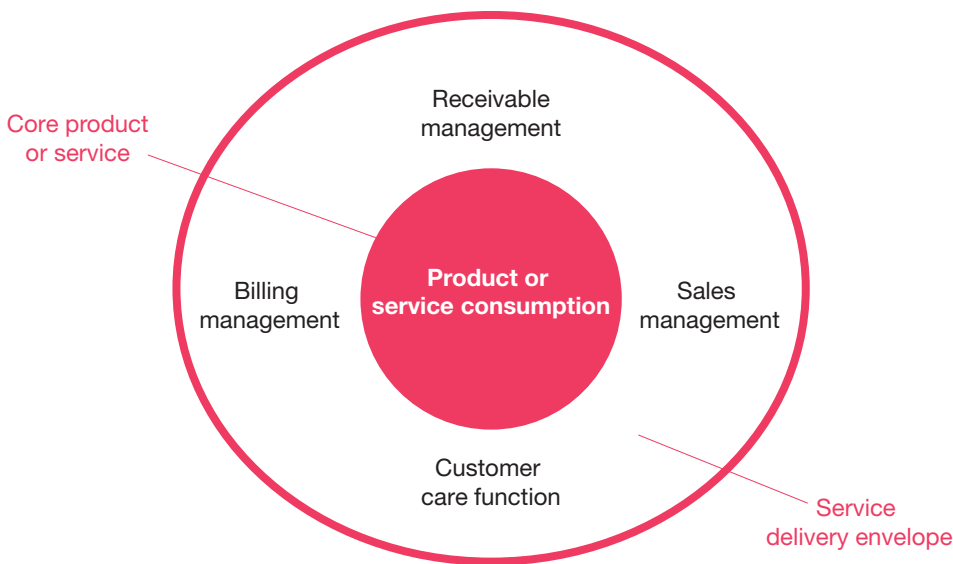 Receivable
management
Core product
or service
Product or
service consumption
Billing
management
Sales
management
Customer
care function
Service
delivery envelope